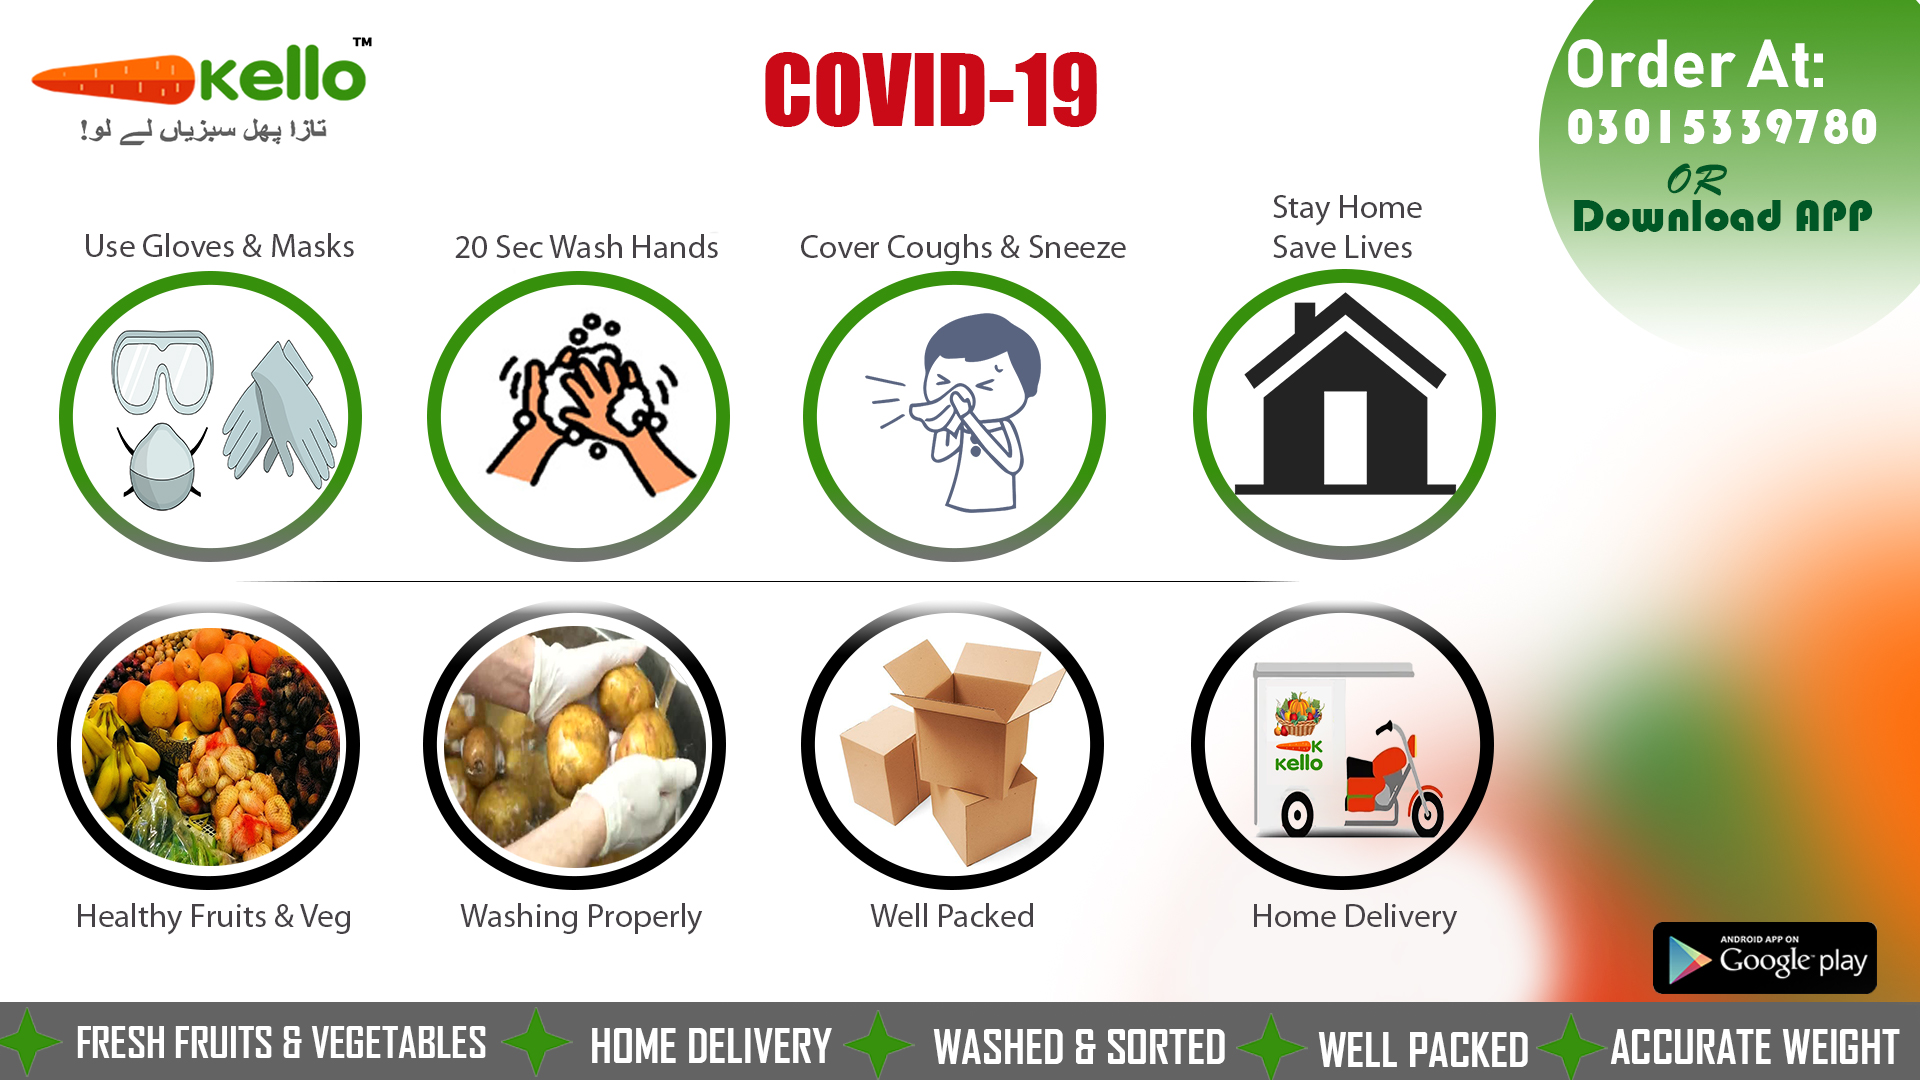 kello™
تازا پھل سبزیاں لے لو!
COVID-19
Order At:
03015339780
OR
Download APP
Use Gloves & Masks
20 Sec Wash Hands
Cover Coughs & Sneeze
Stay Home
Save Lives
K
kello
Healthy Fruits & Veg
Washing Properly
Well Packed
Home Delivery
ANDROID APP ON
Google play
FRESH FRUITS & VEGETABLES
HOME DELIVERY
WASHED & SORTED
WELL PACKED
ACCURATE WEIGHT